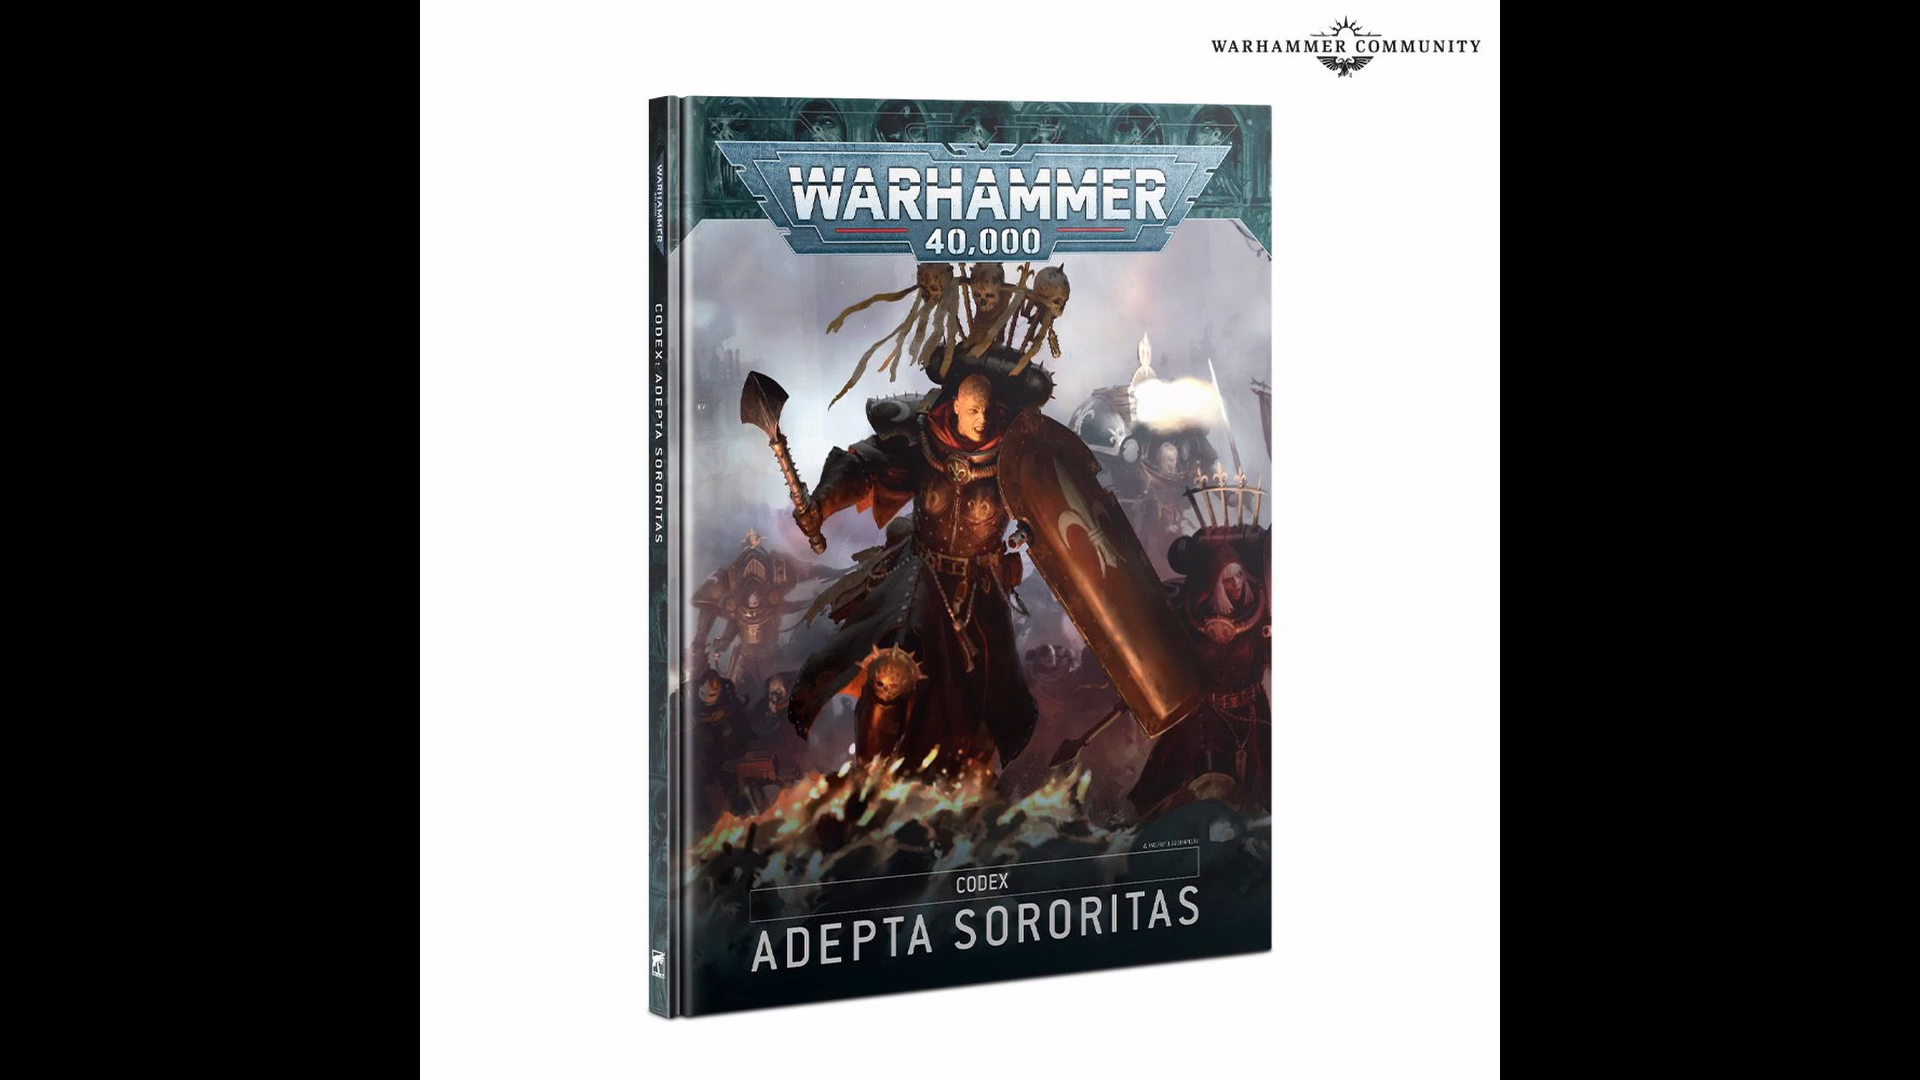 WARHAMMER COMMUNITY
WARHAMMER
40,000
WARHAMMER
CODEX: ADEPTA SORORITAS
CODEX
ADEPTA SORORITAS